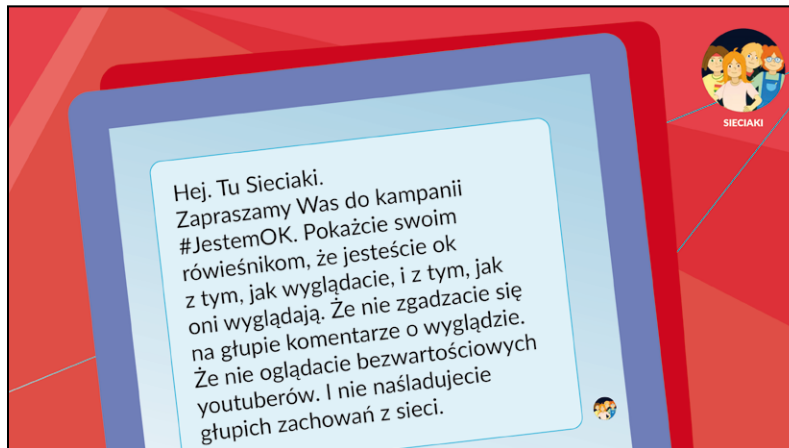 SIECIAKI
Hej. Tu Sieciaki.
Zapraszamy Was do kampanii
#JestemOK. Pokażcie swoim
rówieśnikom, że jesteście ok
z tym, jak wyglądacie, i z tym, jak
oni wyglądają. Że nie zgadzacie się
na głupie komentarze o wyglądzie.
Że nie oglądacie bezwartościowych
youtuberów. I nie naśladujecie
głupich zachowań z sieci.